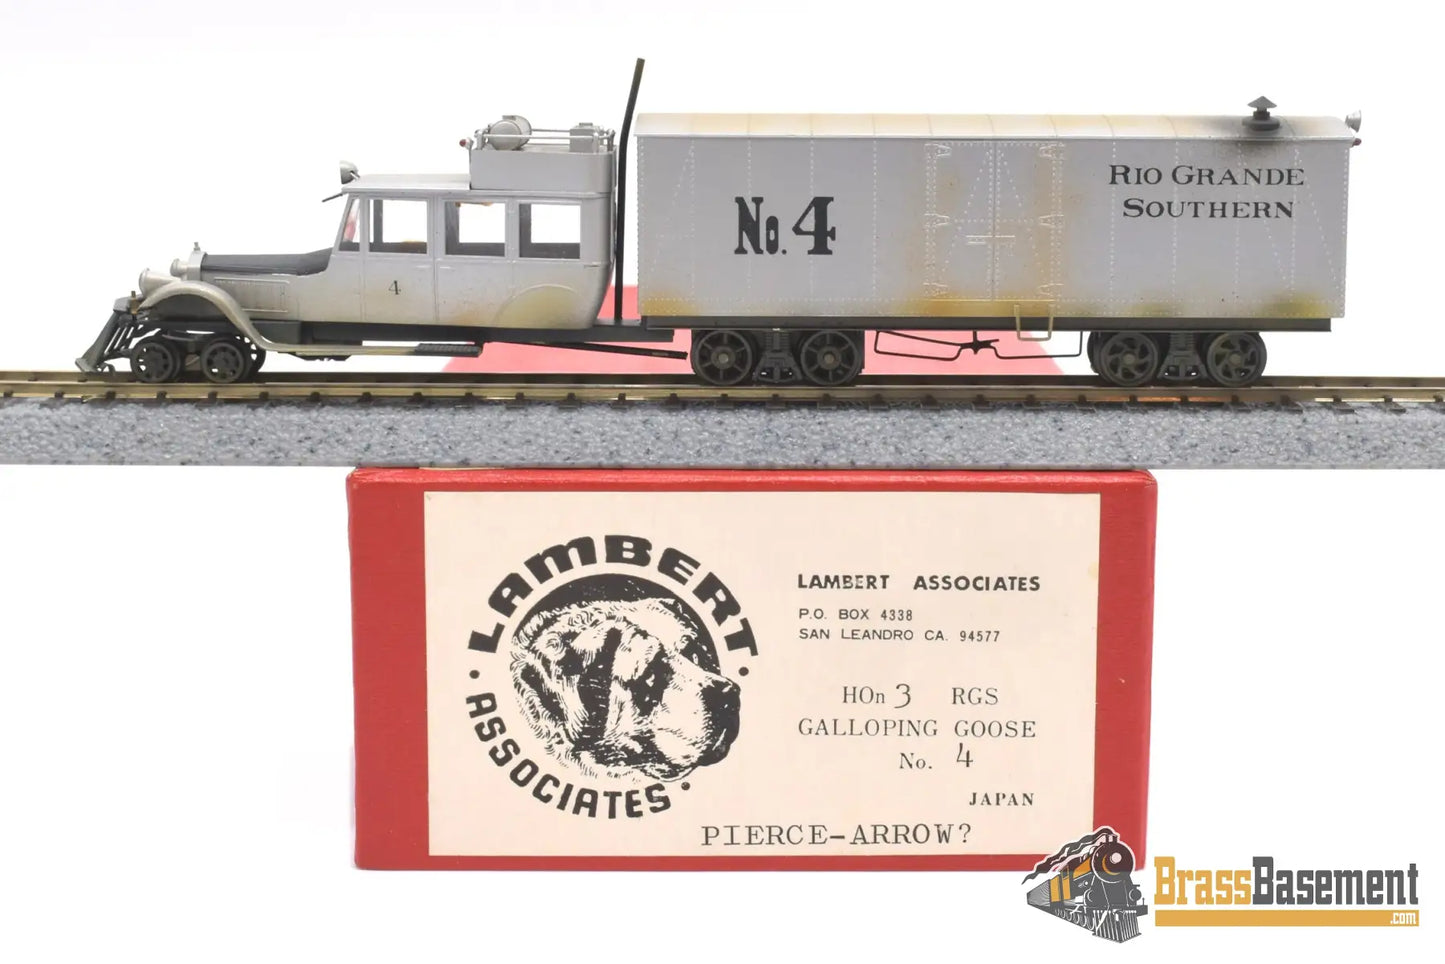 4
No. 4
RIO GRANDE
SOUTHERN
LAMBERT
ASSOCIATES
LAMBERT ASSOCIATES
P.O. BOX 4338
SAN LEANDRO CA. 94577
HOn 3 RGS
GALLOPING GOOSE
No. 4
JAPAN
PIERCE-ARROW?
BrassBasement
.com